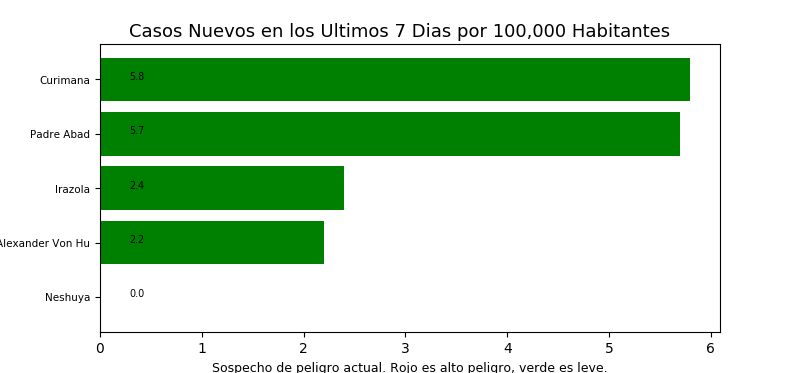 Casos Nuevos en los Ultimos 7 Dias por 100,000 Habitantes
Curimana 5.8
Padre Abad 5.7
Irazola 2.4
Alexander Von Hu 2.2
Neshuya 0.0
0 1 2 3 4 5 6
Sospecho de peligro actual. Rojo es alto peligro, verde es leve.